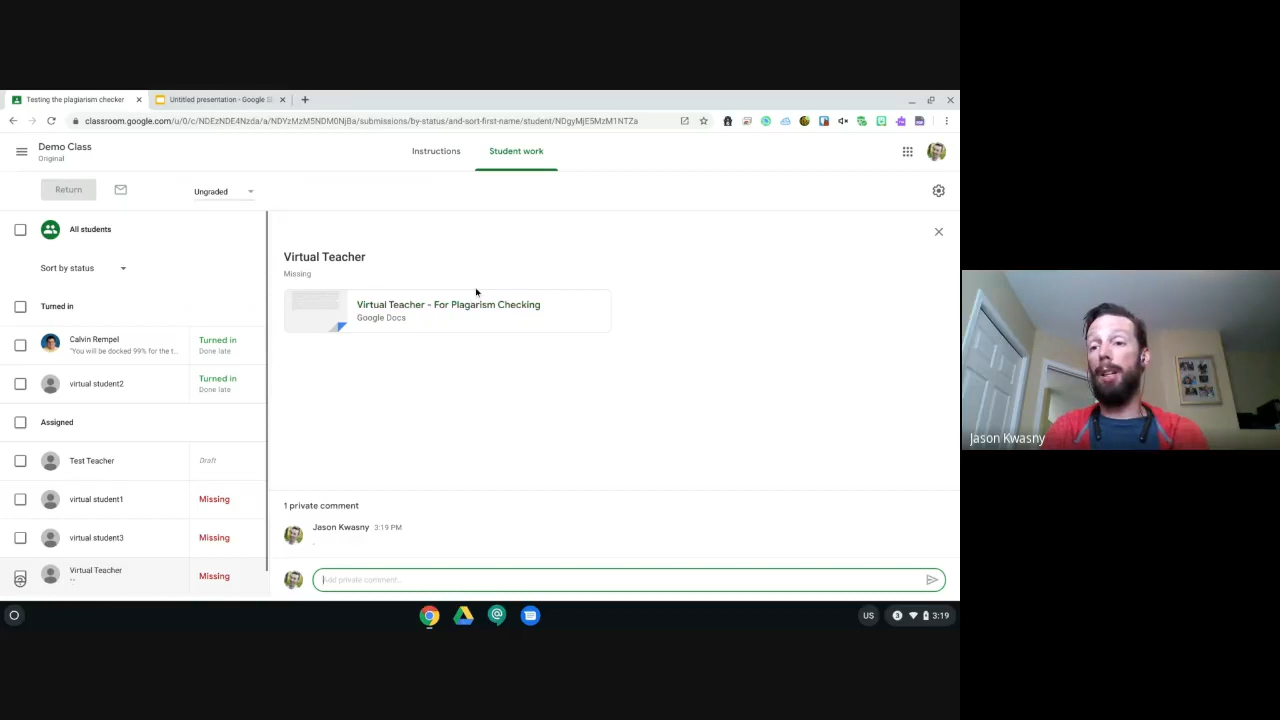 Testing the plagiarism checker
Untitled presentation - Google Sl
classroom.google.com/u/0/c/NDEzNDE4Nzda/a/NDYzMzM5NDM0NjBa/submissions/by-status/and-sort-first-name/student/NDgyMjE5MzM1NTZa
Demo Class
Original
Instructions
Student work
Return
Ungraded
All students
Sort by status
Turned in
Calvin Rempel
"You will be docked 99% for the t...
Turned in
Done late
virtual student2
Turned in
Done late
Assigned
Test Teacher
Draft
virtual student1
Missing
virtual student3
Missing
Virtual Teacher
"."
Missing
Virtual Teacher
Missing
Virtual Teacher - For Plagarism Checking
Google Docs
1 private comment
Jason Kwasny 3:19 PM
.
Add private comment...
US
3
3:19
Jason Kwasny